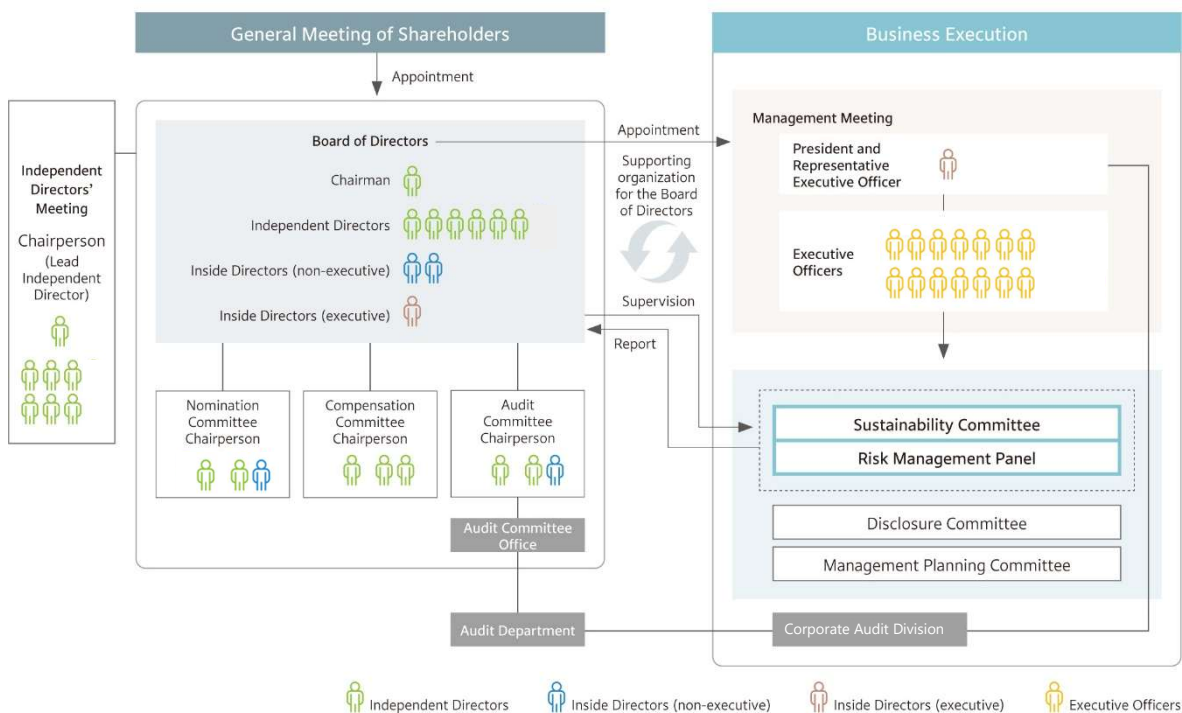 General Meeting of Shareholders
Appointment
Independent
Directors'
Meeting
Chairperson
(Lead
Independent
Director)
Board of Directors
Chairman
Independent Directors
Inside Directors (non-executive)
Inside Directors (executive)
Nomination
Committee
Chairperson
Compensation
Committee
Chairperson
Audit
Committee
Chairperson
Audit Committee
Office
Audit Department
Appointment
Supporting
organization
for the Board
of Directors
Supervision
Report
Business Execution
Management Meeting
President and
Representative
Executive Officer
Executive
Officers
Sustainability Committee
Risk Management Panel
Disclosure Committee
Management Planning Committee
Corporate Audit Division
Independent Directors
Inside Directors (non-executive)
Inside Directors (executive)
Executive Officers